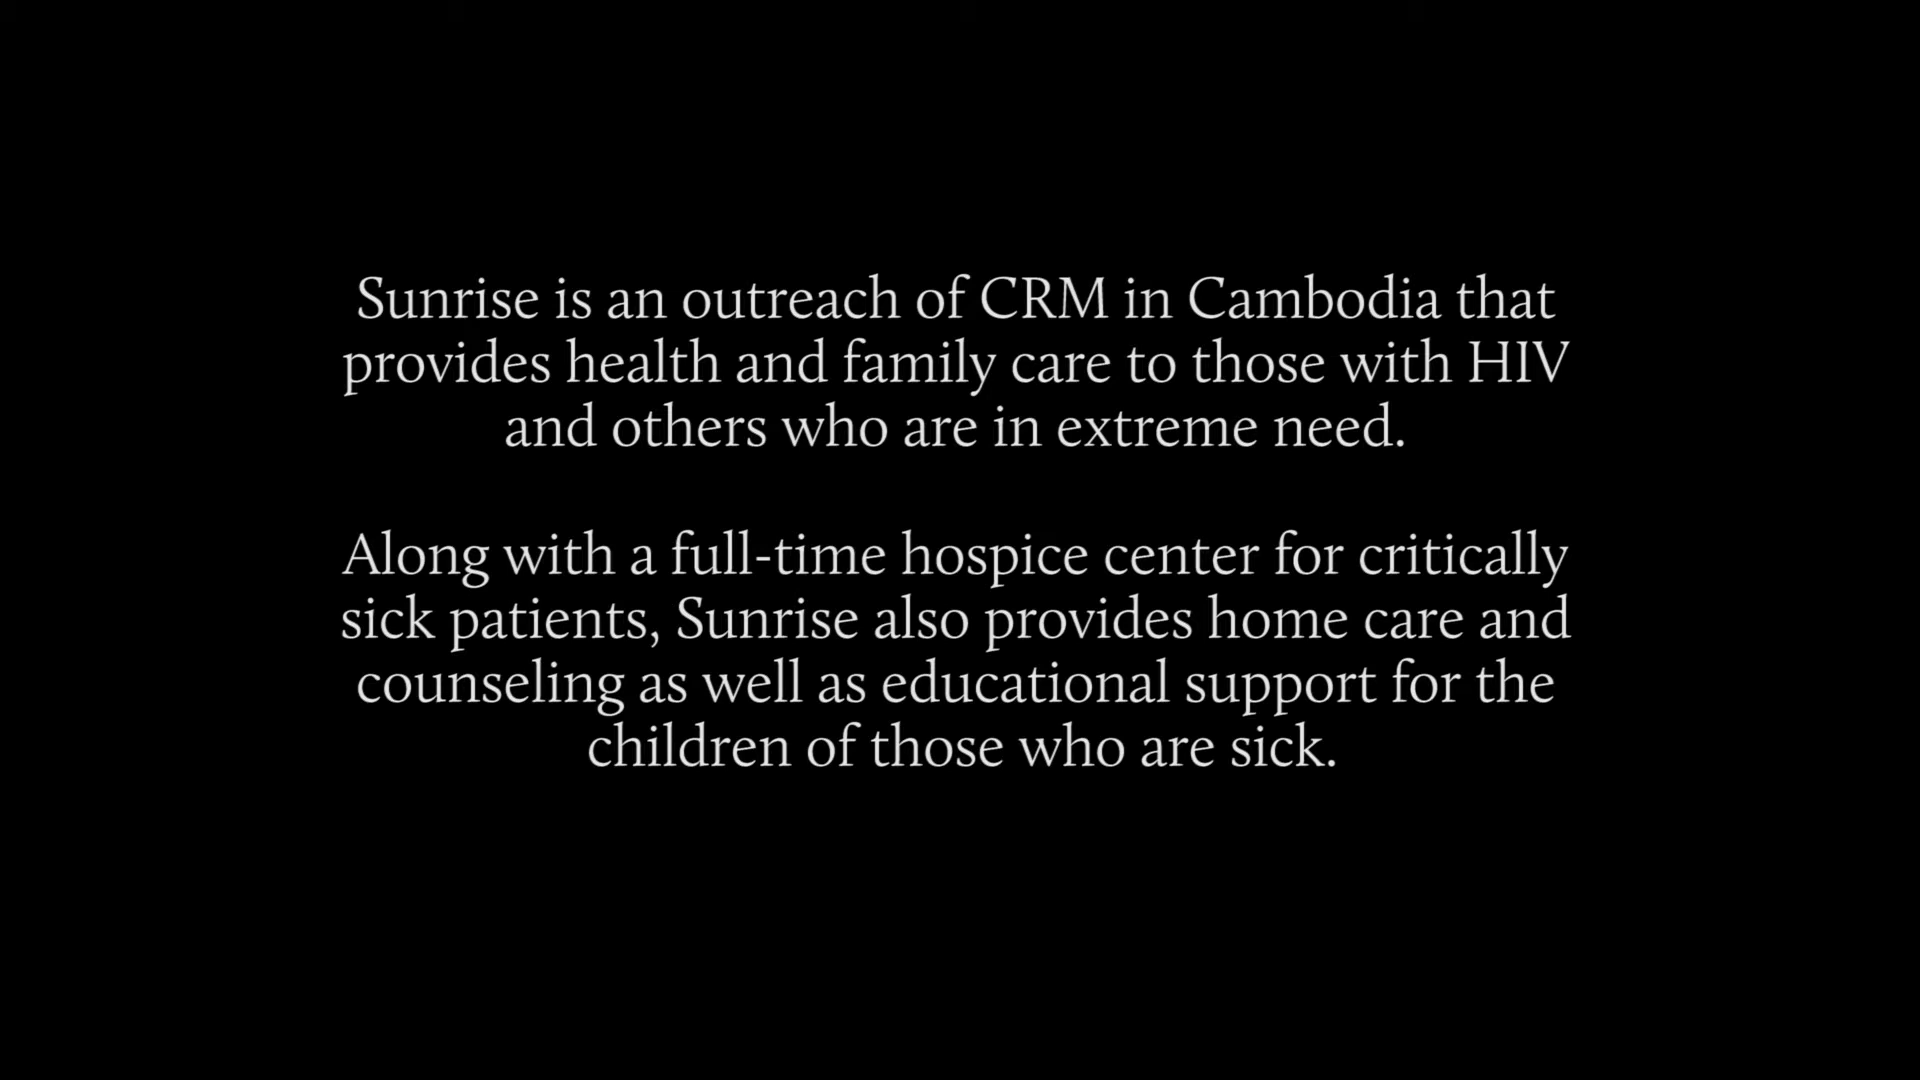 Sunrise is an outreach of CRM in Cambodia that
provides health and family care to those with HIV
and others who are in extreme need.
Along with a full-time hospice center for critically
sick patients, Sunrise also provides home care and
counseling as well as educational support for the
children of those who are sick.